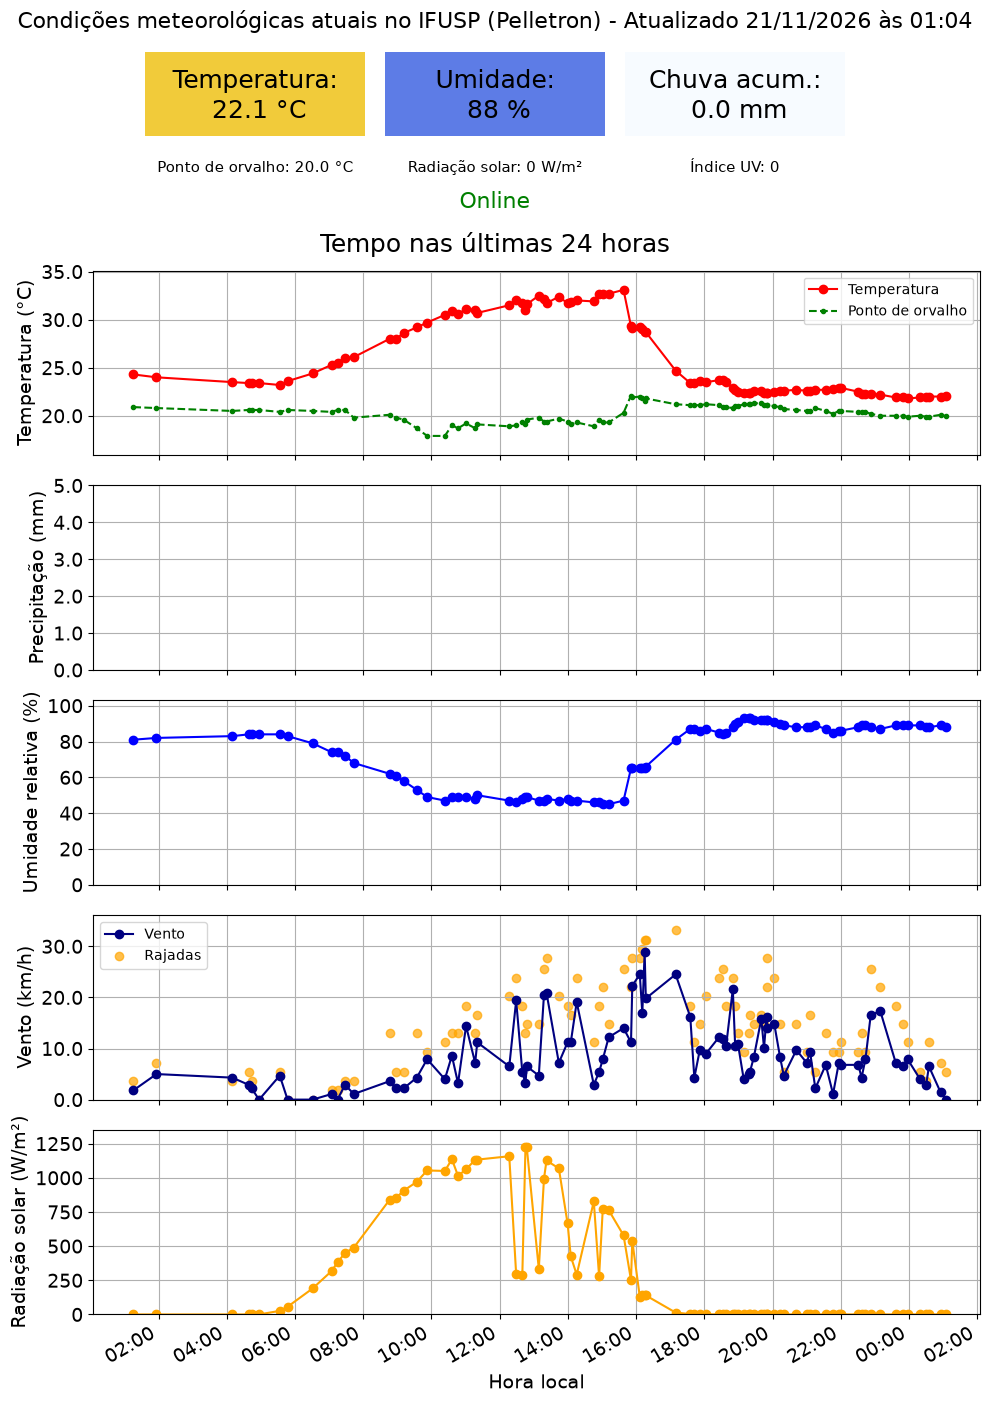 Condições meteorológicas atuais no IFUSP (Pelletron) - Atualizado 21/11/2026 às 01:04
Temperatura:
22.1 °C
Umidade:
88 %
Chuva acum.:
0.0 mm
Ponto de orvalho: 20.0 °C
Radiação solar: 0 W/m²
Índice UV: 0
Online
Tempo nas últimas 24 horas
Temperatura (°C)
35.0
30.0
25.0
20.0
Temperatura
Ponto de orvalho
Precipitação (mm)
5.0
4.0
3.0
2.0
1.0
0.0
Umidade relativa (%)
100
80
60
40
20
0
Vento (km/h)
30.0
20.0
10.0
0.0
Vento
Rajadas
Radiação solar (W/m²)
1250
1000
750
500
250
0
02:00 04:00 06:00 08:00 10:00 12:00 14:00 16:00 18:00 20:00 22:00 00:00 02:00
Hora local